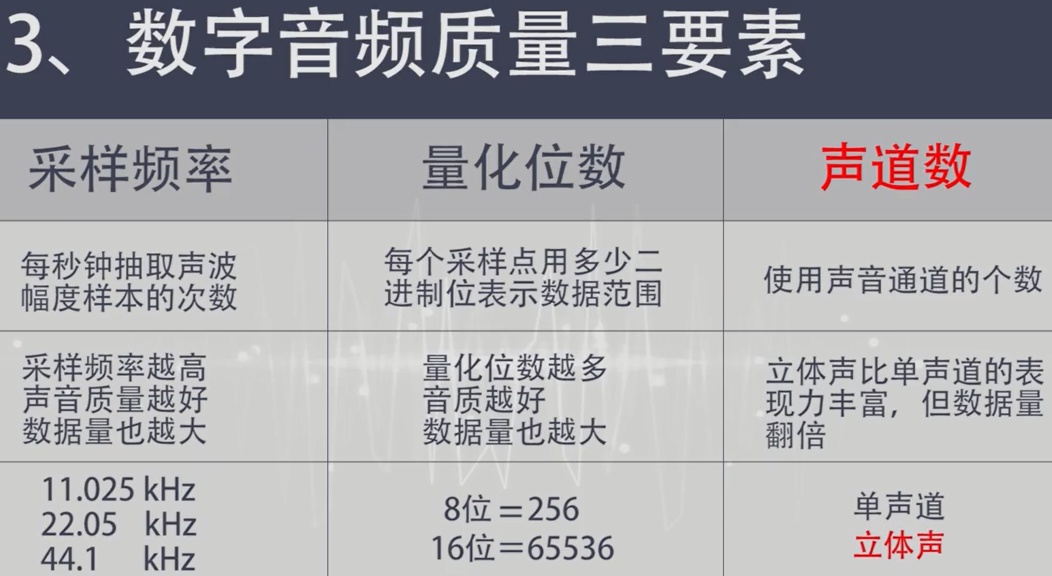 3、数字音频质量三要素
采样频率
量化位数
声道数
每秒钟抽取声波
幅度样本的次数
每个采样点用多少二
进制位表示数据范围
使用声音通道的个数
采样频率越高
声音质量越好
数据量也越大
量化位数越多
音质越好
数据量也越大
立体声比单声道的表
现力丰富，但数据量
翻倍
11.025 kHz
22.05 kHz
44.1 kHz
8位＝256
16位＝65536
单声道
立体声